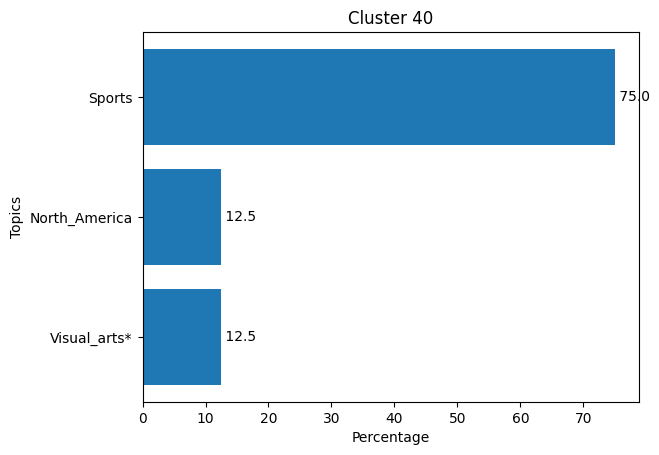 Cluster 40
Topics
Sports
75.0
North_America
12.5
Visual_arts*
12.5
0 10 20 30 40 50 60 70
Percentage